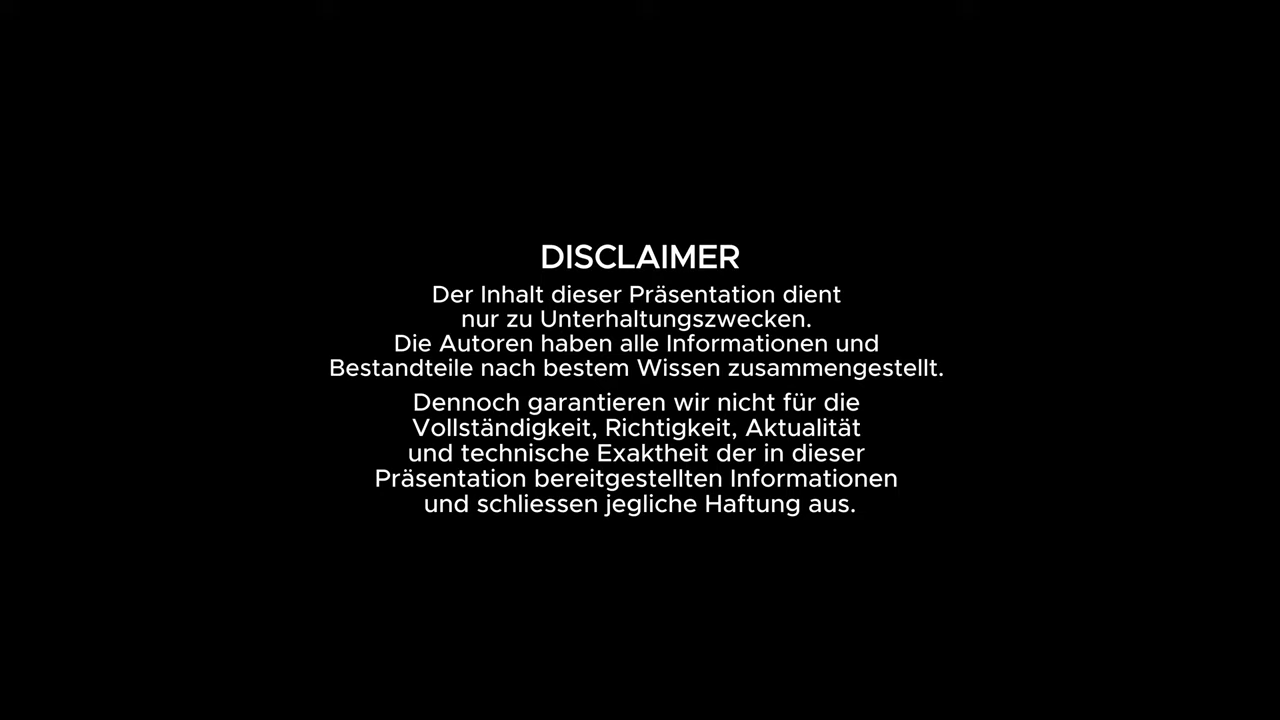 DISCLAIMER
Der Inhalt dieser Präsentation dient
nur zu Unterhaltungszwecken.
Die Autoren haben alle Informationen und
Bestandteile nach bestem Wissen zusammengestellt.
Dennoch garantieren wir nicht für die
Vollständigkeit, Richtigkeit, Aktualität
und technische Exaktheit der in dieser
Präsentation bereitgestellten Informationen
und schliessen jegliche Haftung aus.